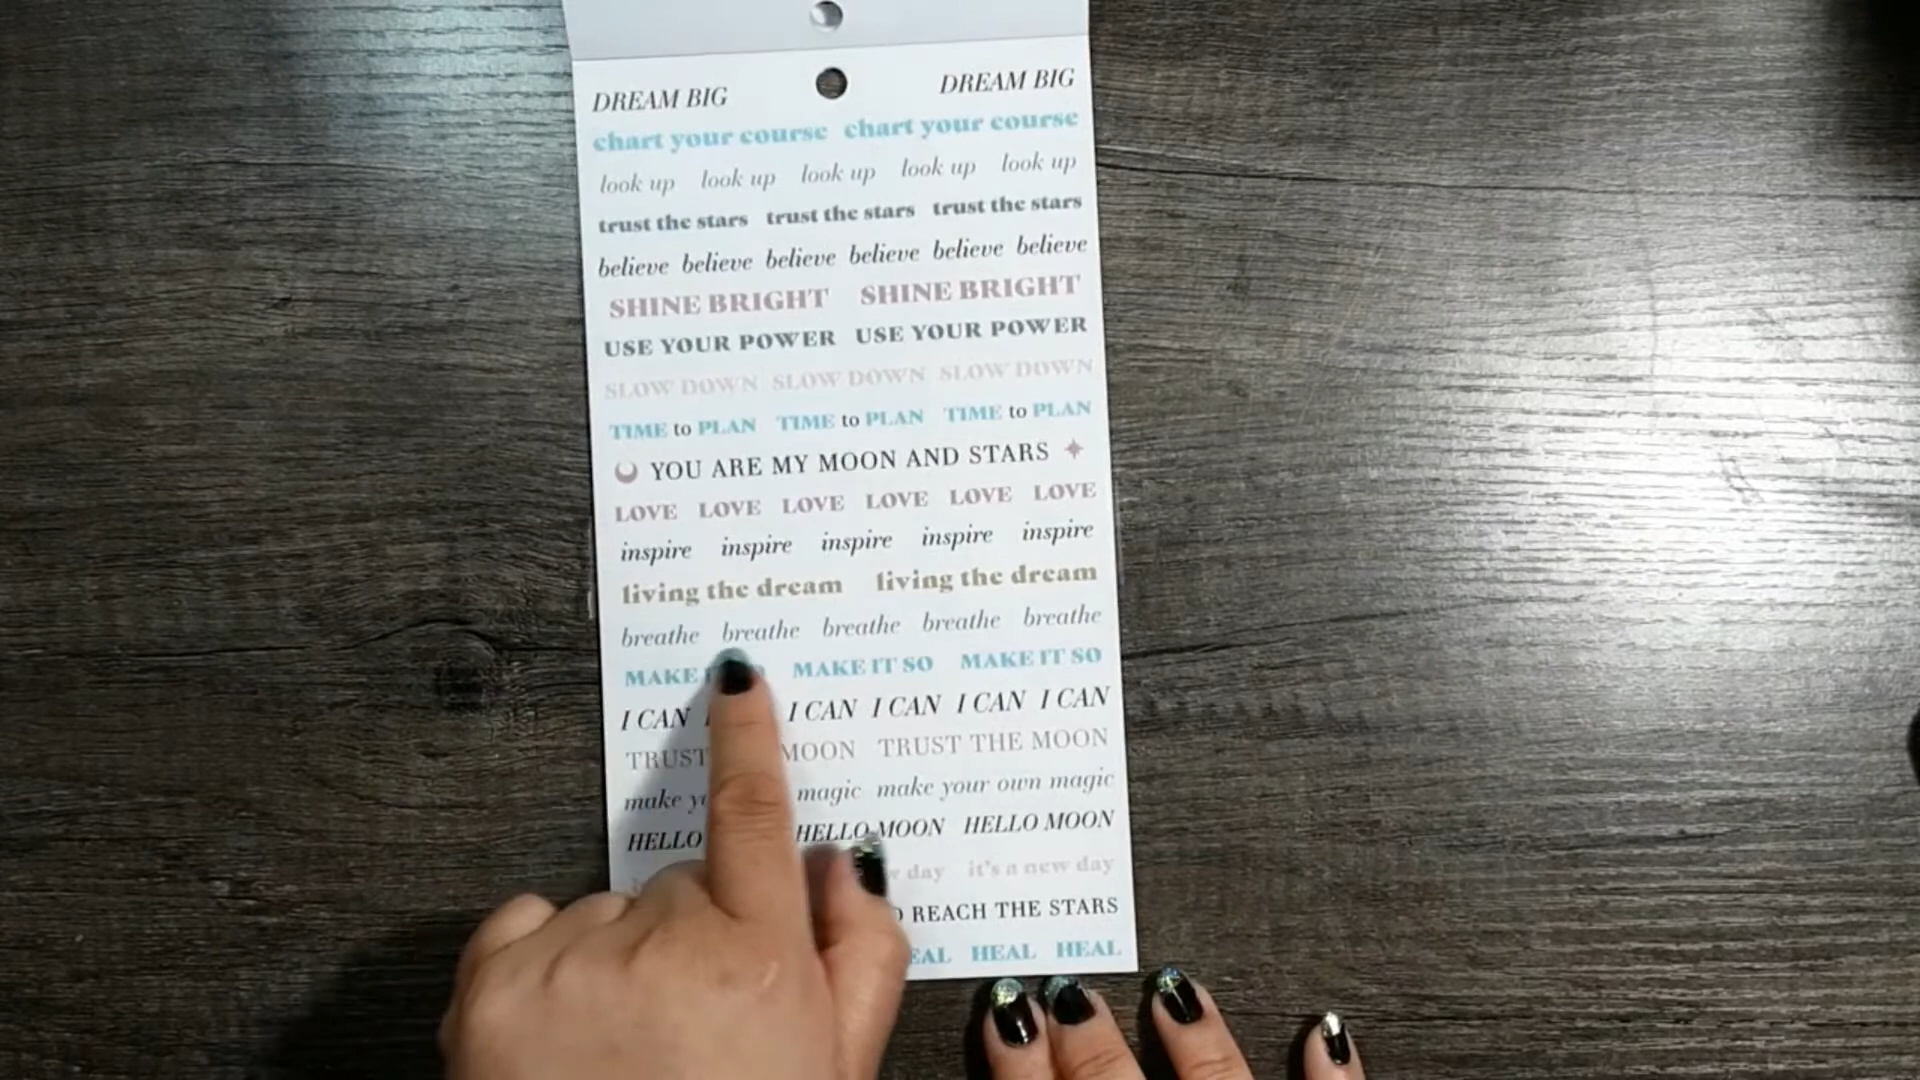 DREAM BIG DREAM BIG
chart your course chart your course
look up look up look up look up look up
trust the stars trust the stars trust the stars
believe believe believe believe believe believe
SHINE BRIGHT SHINE BRIGHT
USE YOUR POWER USE YOUR POWER
SLOW DOWN SLOW DOWN SLOW DOWN
TIME to PLAN TIME to PLAN TIME to PLAN
YOU ARE MY MOON AND STARS
LOVE LOVE LOVE LOVE LOVE LOVE
inspire inspire inspire inspire inspire
living the dream living the dream
breathe breathe breathe breathe breathe
MAKE MAKE IT SO MAKE IT SO
I CAN I CAN I CAN I CAN I CAN
TRUST MOON TRUST THE MOON
make magic make your own magic
HELLO HELLO MOON HELLO MOON
day it's a new day
REACH THE STARS
HEAL HEAL